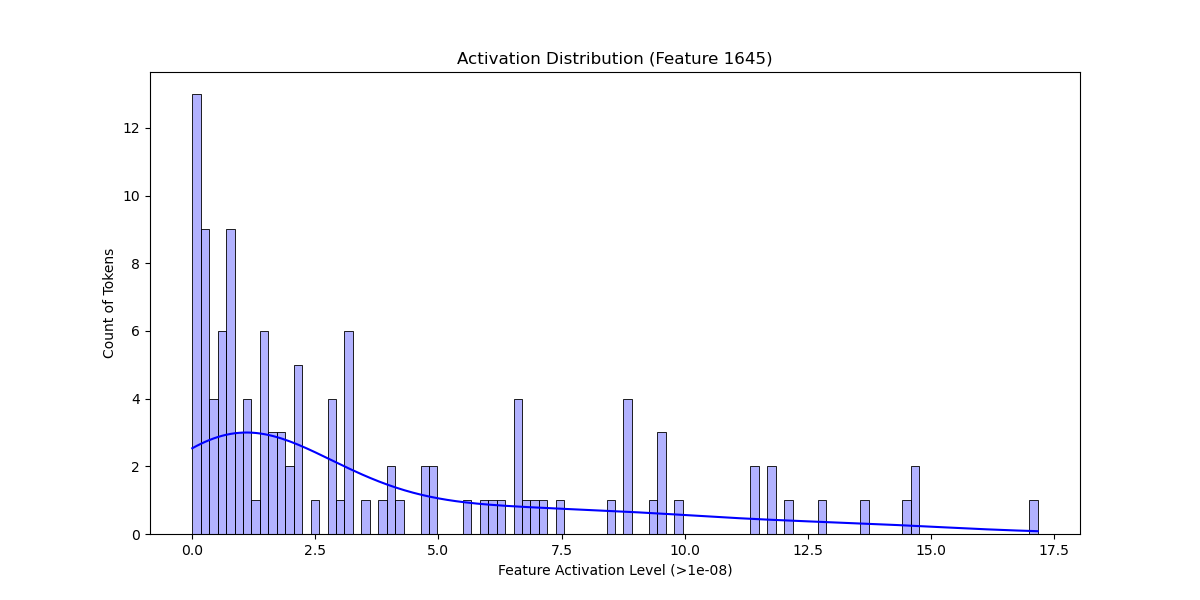 Activation Distribution (Feature 1645)
Count of Tokens
12
10
8
6
4
2
0
0.0 2.5 5.0 7.5 10.0 12.5 15.0 17.5
Feature Activation Level (>1e-08)